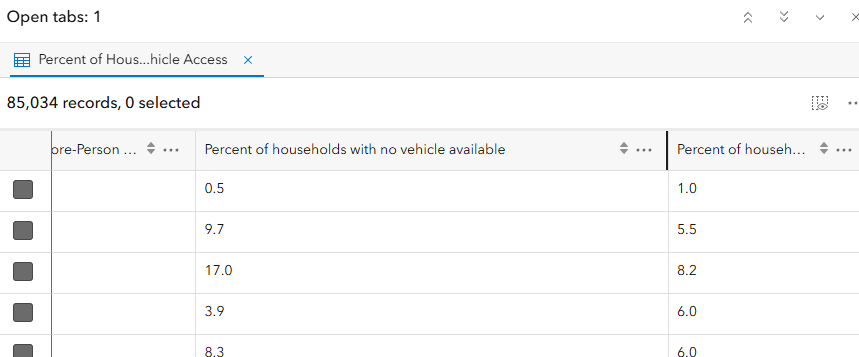 Open tabs: 1
Percent of Hous...hicle Access
85,034 records, 0 selected
ore-Person ... Percent of households with no vehicle available Percent of househ...
0.5 1.0
9.7 5.5
17.0 8.2
3.9 6.0
8.3 6.0